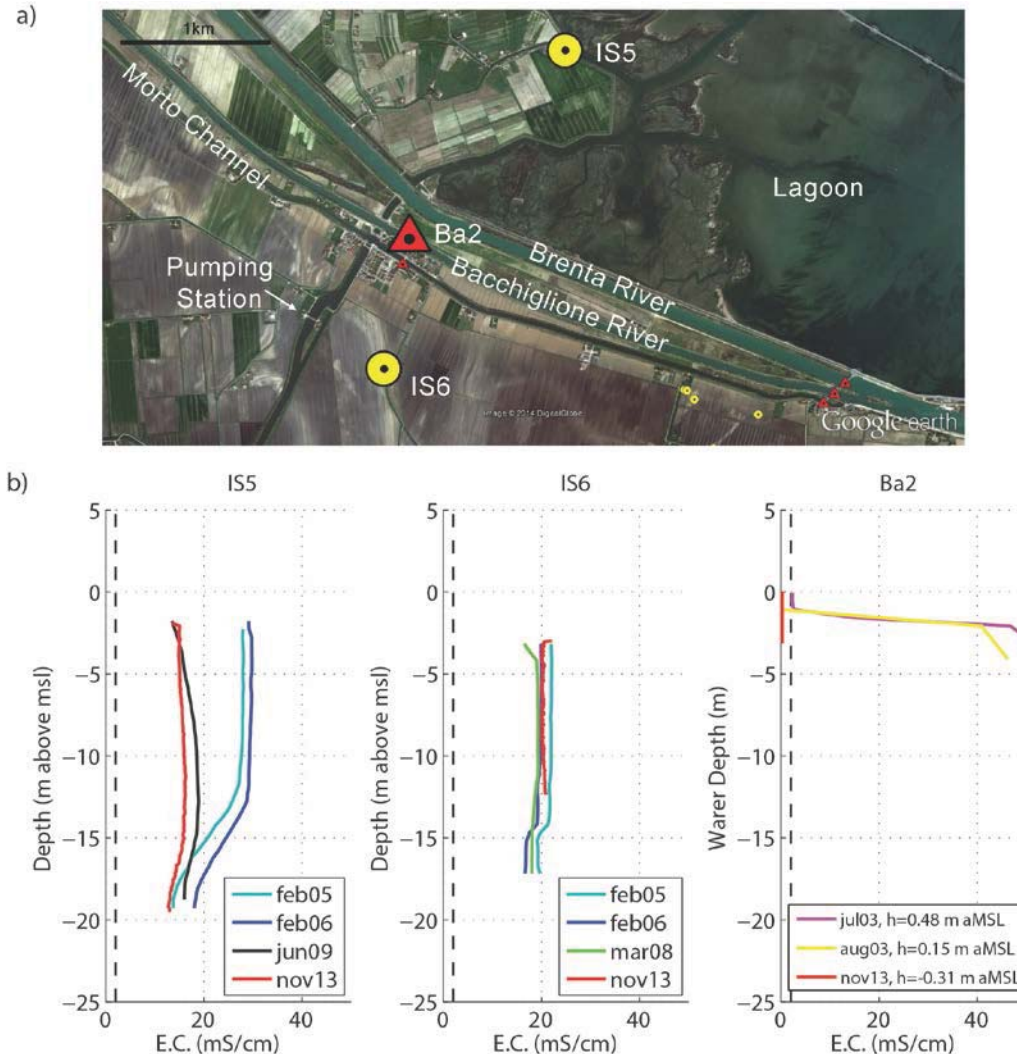 a)
1km
IS5
Morto Channel
Lagoon
Ba2
Brenta River
Bacchiglione River
Pumping
Station
IS6
Image © 2014 DigitalGlobe
Google earth
b)
IS5
IS6
Ba2
5
0
−5
−10
−15
−20
−25
Depth (m above msl)
0
20
40
E.C. (mS/cm)
feb05
feb06
jun09
nov13
5
0
−5
−10
−15
−20
−25
Depth (m above msl)
0
20
40
E.C. (mS/cm)
feb05
feb06
mar08
nov13
5
0
−5
−10
−15
−20
−25
Warer Depth (m)
0
20
40
E.C. (mS/cm)
jul03, h=0.48 m aMSL
aug03, h=0.15 m aMSL
nov13, h=-0.31 m aMSL